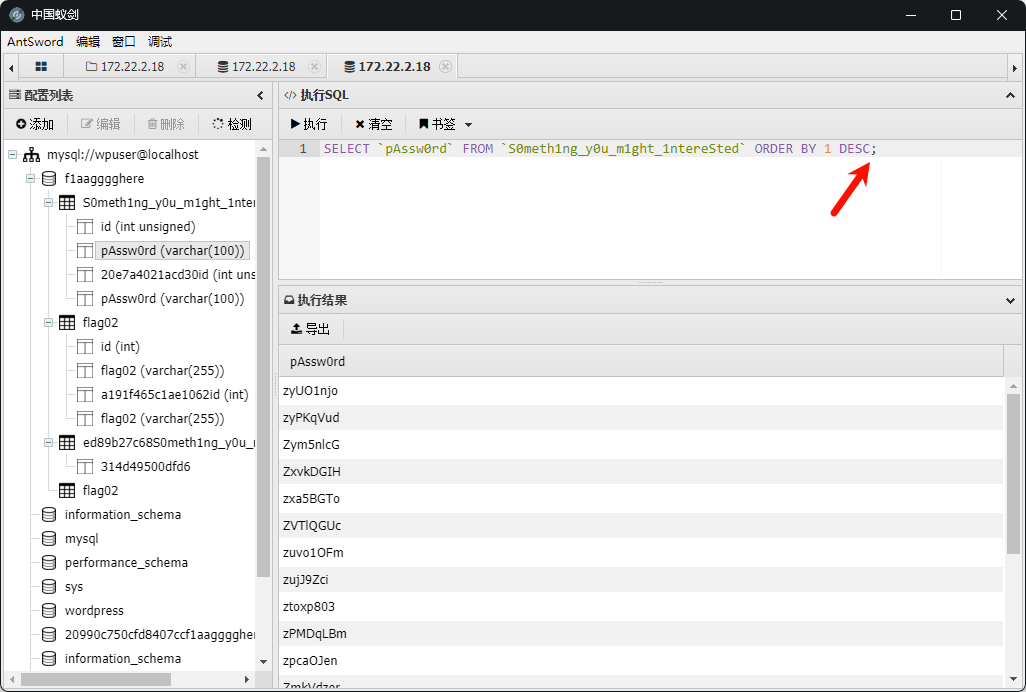 中国蚁剑
AntSword 编辑 窗口 调试
172.22.2.18 172.22.2.18 172.22.2.18
配置列表
添加 编辑 删除 检测
mysql://wpuser@localhost
f1aagggghere
S0meth1ng_y0u_m1ght_1nter
id (int unsigned)
pAssw0rd (varchar(100))
20e7a4021acd30id (int uns
pAssw0rd (varchar(100))
flag02
id (int)
flag02 (varchar(255))
a191f465c1ae1062id (int)
flag02 (varchar(255))
ed89b27c68S0meth1ng_y0u_
314d49500dfd6
flag02
information_schema
mysql
performance_schema
sys
wordpress
20990c750cfd8407ccf1aaggggher
information_schema
</> 执行SQL
执行 清空 书签
1 SELECT `pAssw0rd` FROM `S0meth1ng_y0u_m1ght_1ntereSted` ORDER BY 1 DESC;
执行结果
导出
pAssw0rd
zyUO1njo
zyPKqVud
Zym5nlcG
ZxvkDGIH
zxa5BGTo
ZVTlQGUc
zuvo1OFm
zujJ9Zci
ztoxp803
zPMDqLBm
zpcaOJen